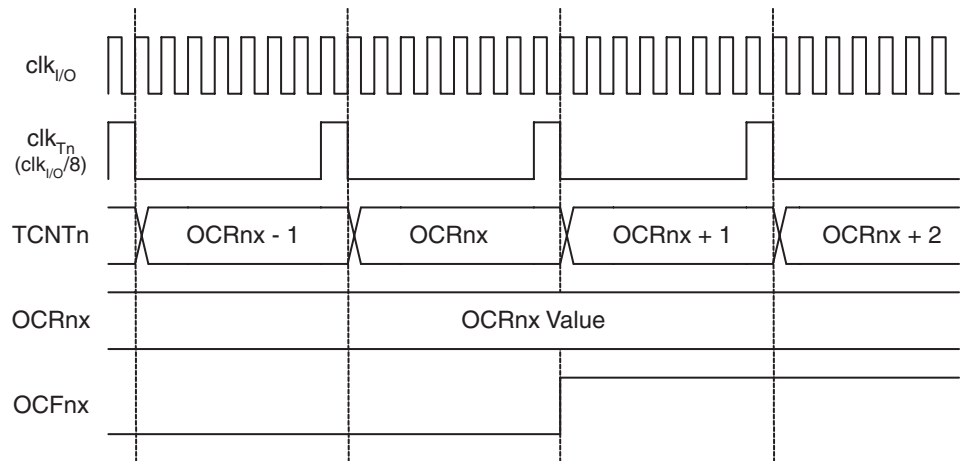 clkI/O
clkTn
(clkI/O/8)
TCNTn
OCRnx - 1
OCRnx
OCRnx + 1
OCRnx + 2
OCRnx
OCRnx Value
OCFnx